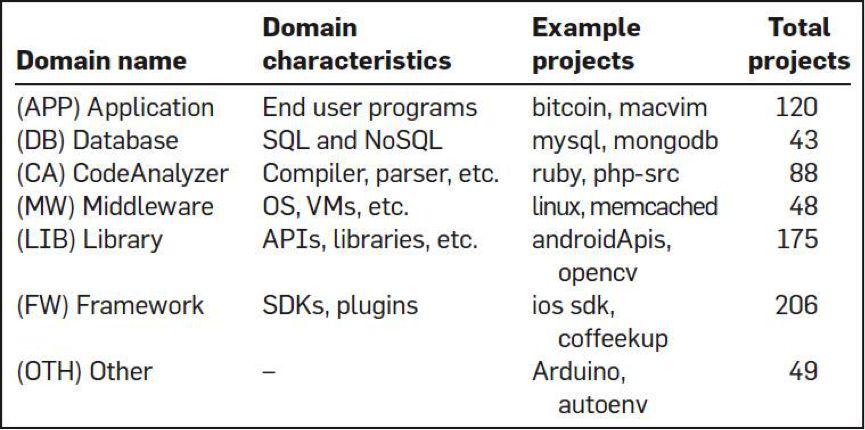 Domain name Domain characteristics Example projects Total projects
(APP) Application End user programs bitcoin, macvim 120
(DB) Database SQL and NoSQL mysql, mongodb 43
(CA) CodeAnalyzer Compiler, parser, etc. ruby, php-src 88
(MW) Middleware OS, VMs, etc. linux, memcached 48
(LIB) Library APIs, libraries, etc. androidApis, 175
opencv
(FW) Framework SDKs, plugins ios sdk, 206
coffeekup
(OTH) Other – Arduino, 49
autoenv